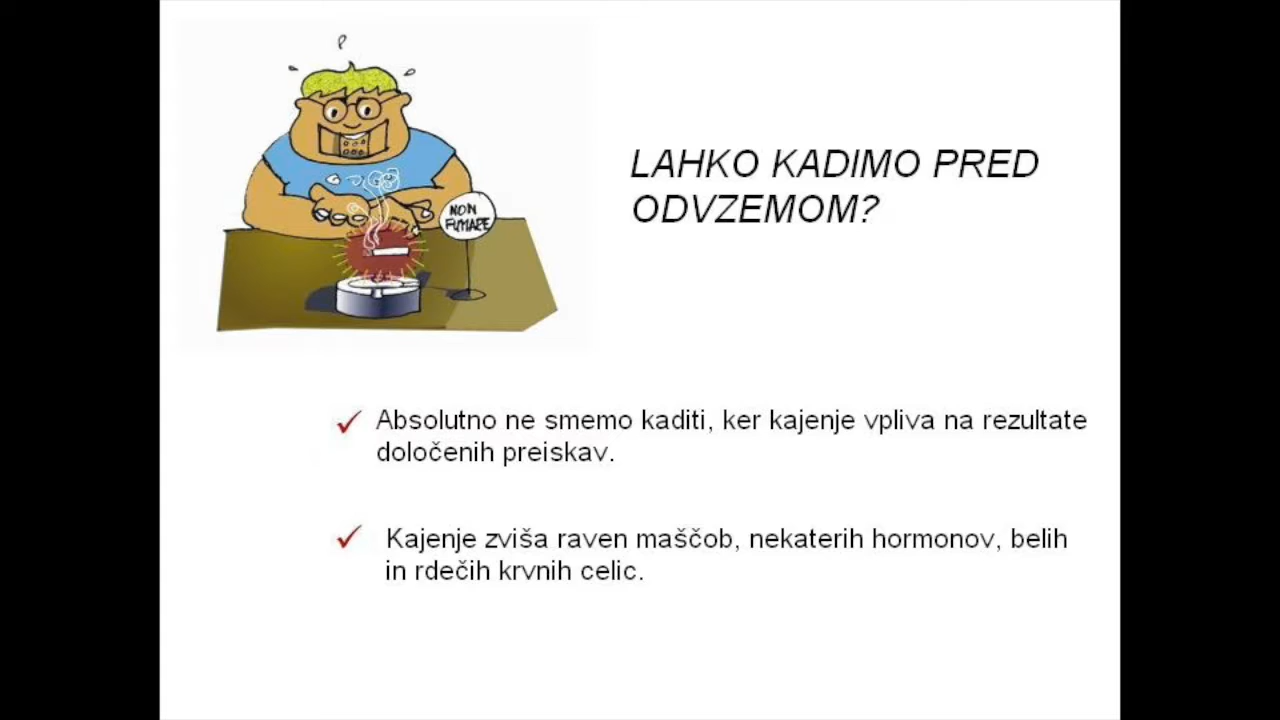 NON
FUMARE
LAHKO KADIMO PRED
ODVZEMOM?
Absolutno ne smemo kaditi, ker kajenje vpliva na rezultate
določenih preiskav.
Kajenje zviša raven maščob, nekaterih hormonov, belih
in rdečih krvnih celic.